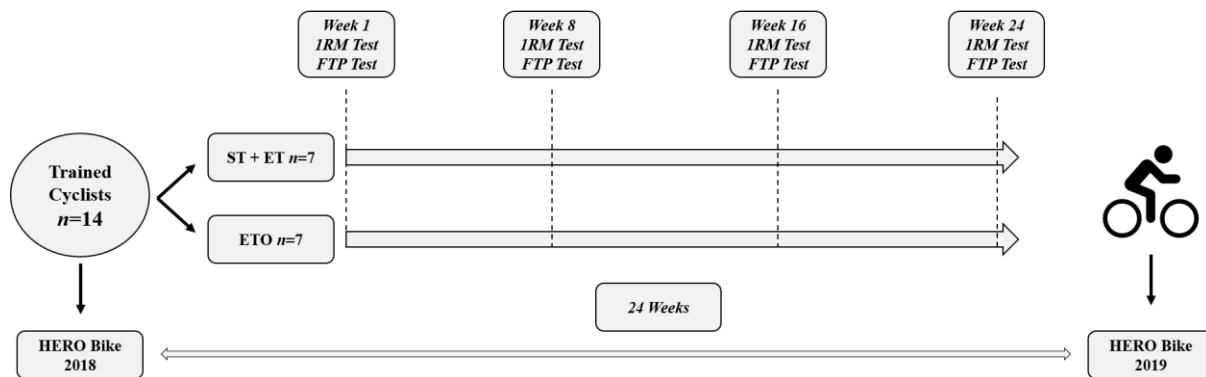 Week 1
1RM Test
FTP Test
Week 8
1RM Test
FTP Test
Week 16
1RM Test
FTP Test
Week 24
1RM Test
FTP Test
Trained
Cyclists
n=14
ST + ET n=7
ETO n=7
24 Weeks
HERO Bike
2018
HERO Bike
2019